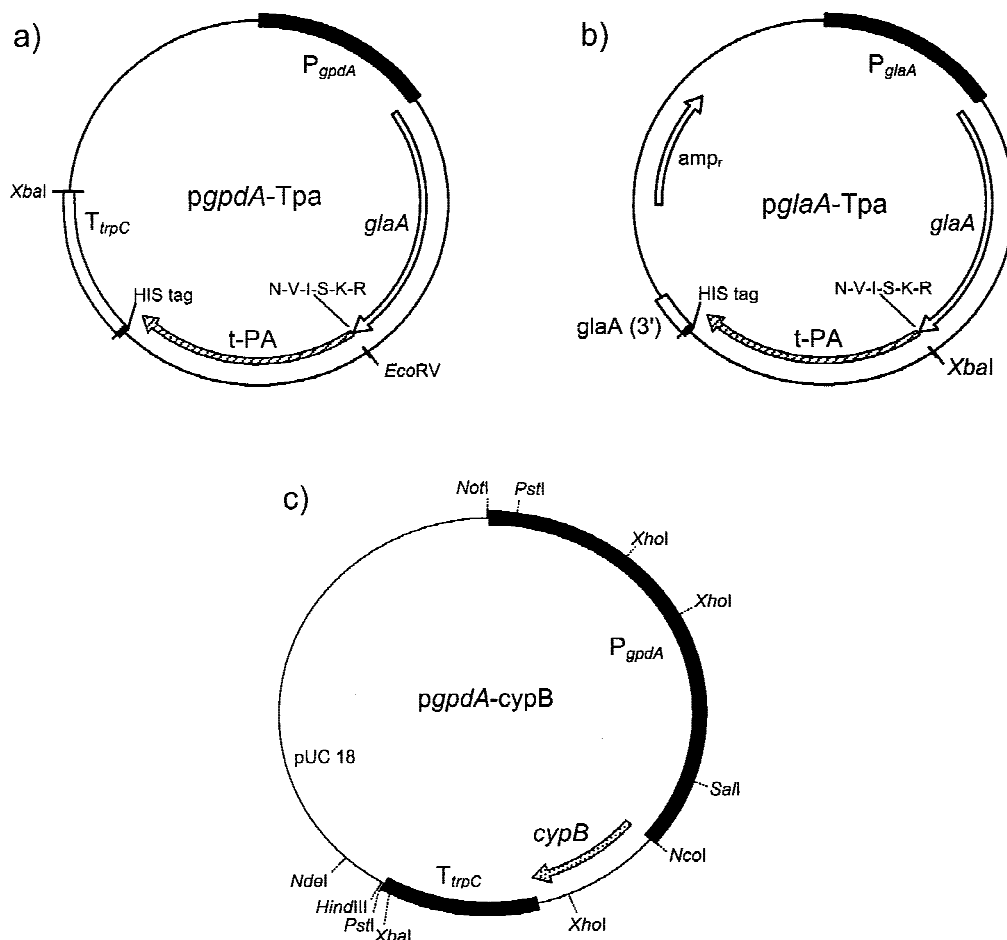 a)
PgpdA
XbaI
pgpdA-Tpa
TtrpC
glaA
HIS tag
N-V-I-S-K-R
t-PA
EcoRV
b)
PglaA
ampr
pglaA-Tpa
glaA
HIS tag
N-V-I-S-K-R
glaA (3')
t-PA
XbaI
c)
NotI
PstI
XhoI
XhoI
PgpdA
pgpdA-cypB
pUC 18
SalI
cypB
NcoI
TtrpC
NdeI
HindIII
PstI
XbaI
XhoI